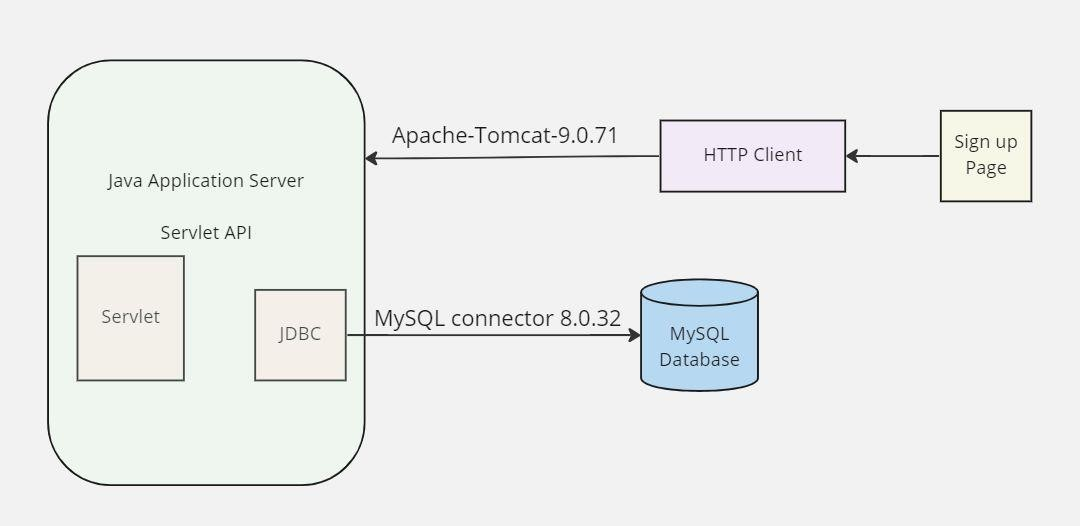 Apache-Tomcat-9.0.71
HTTP Client
Sign up
Page
Java Application Server
Servlet API
Servlet
JDBC
MySQL connector 8.0.32
MySQL
Database